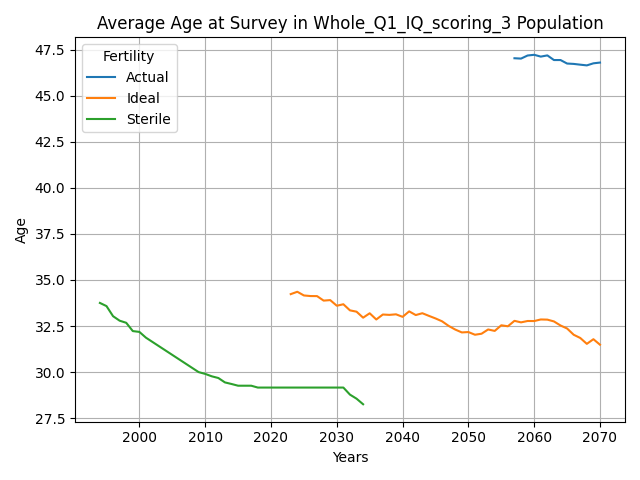 Average Age at Survey in Whole_Q1_IQ_scoring_3 Population
Fertility
Actual
Ideal
Sterile
47.5
45.0
42.5
40.0
37.5
35.0
32.5
30.0
27.5
Age
2000 2010 2020 2030 2040 2050 2060 2070
Years